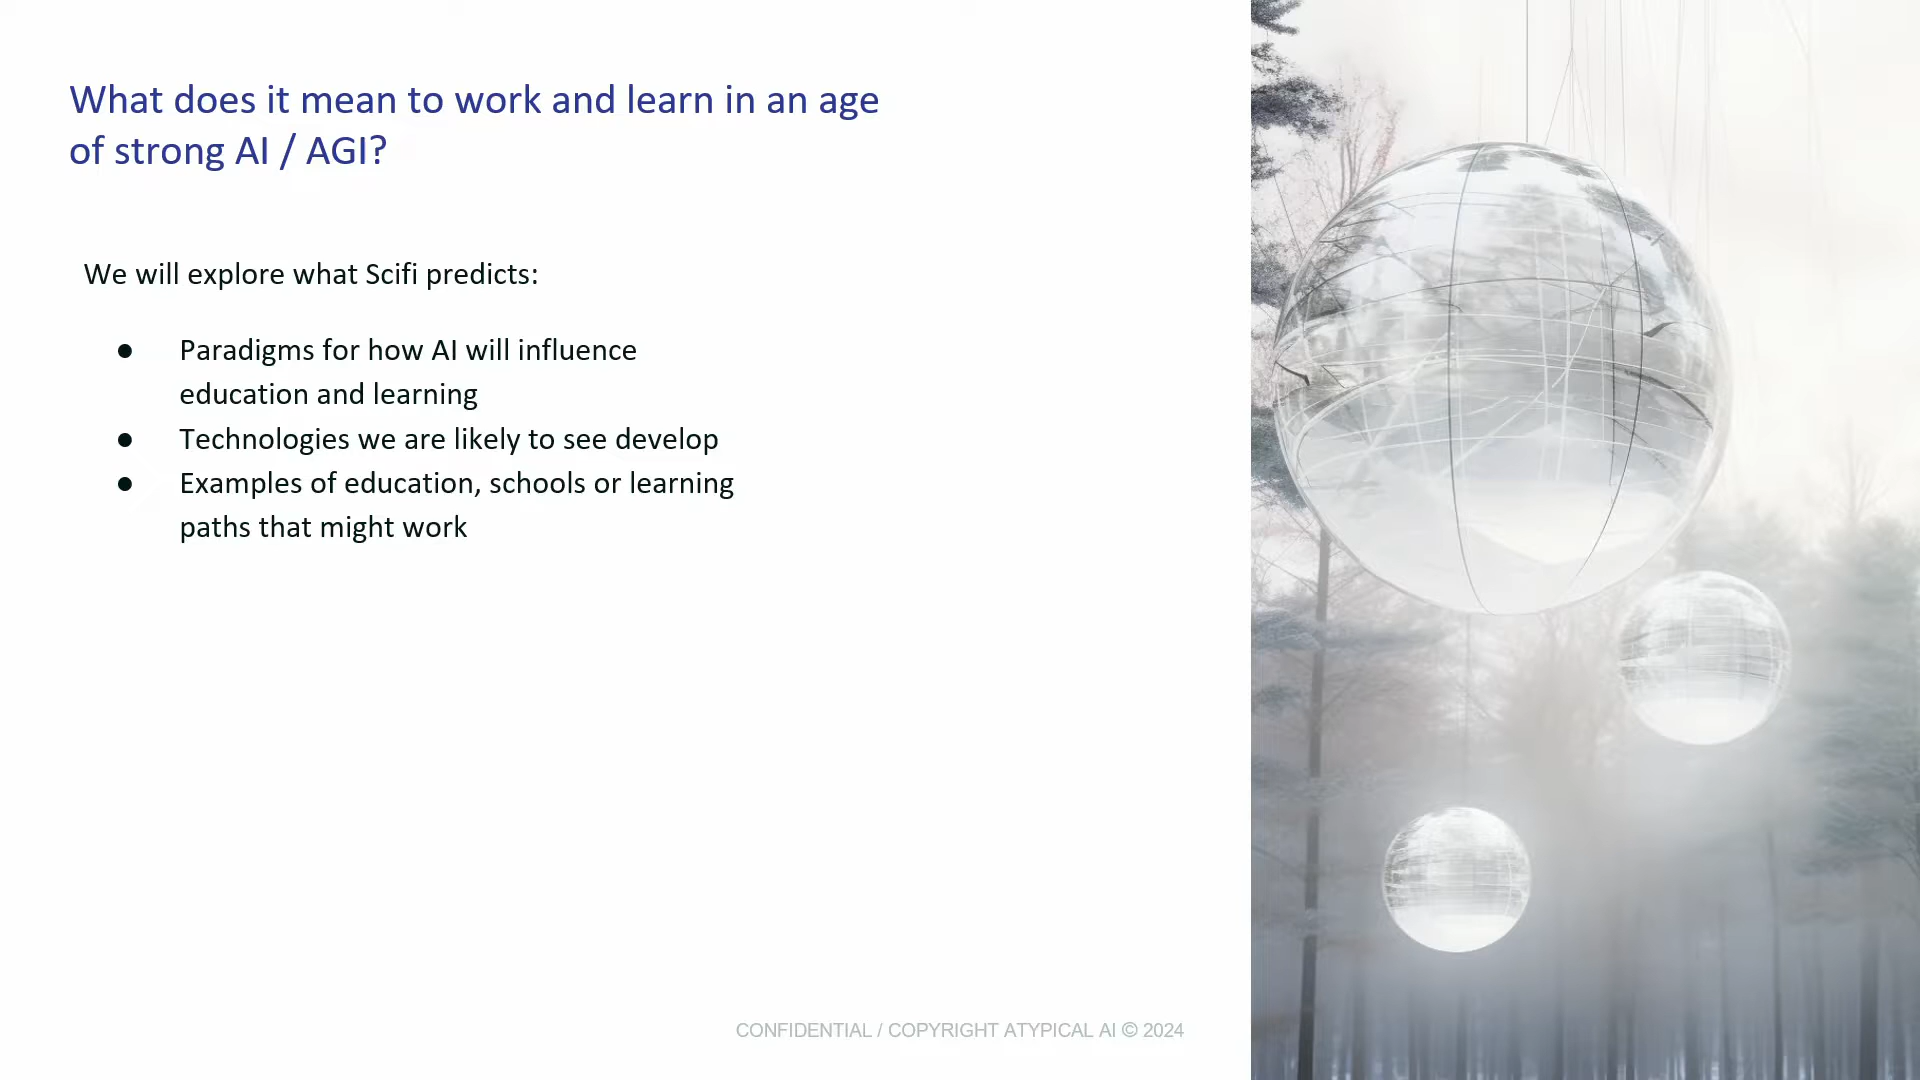 What does it mean to work and learn in an age
of strong AI / AGI?
We will explore what Scifi predicts:
● Paradigms for how AI will influence
education and learning
● Technologies we are likely to see develop
● Examples of education, schools or learning
paths that might work
CONFIDENTIAL / COPYRIGHT ATYPICAL AI © 2024